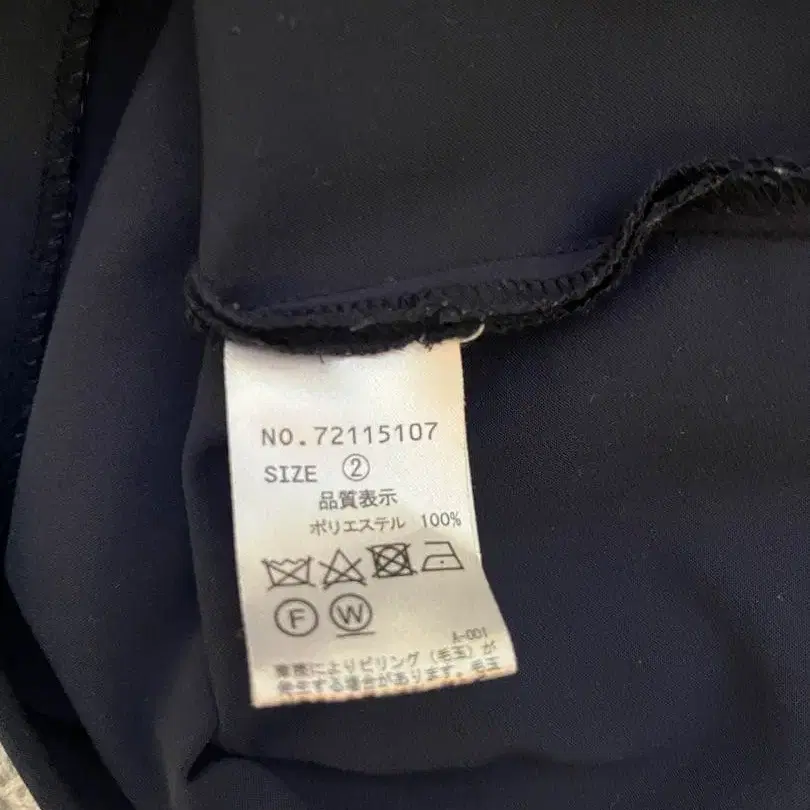 NO.72115107
SIZE ②
品質表示
ポリエステル 100%
Ⓕ Ⓦ
A-001
摩擦によりピリング（毛玉）が
発生する場合があります。毛玉